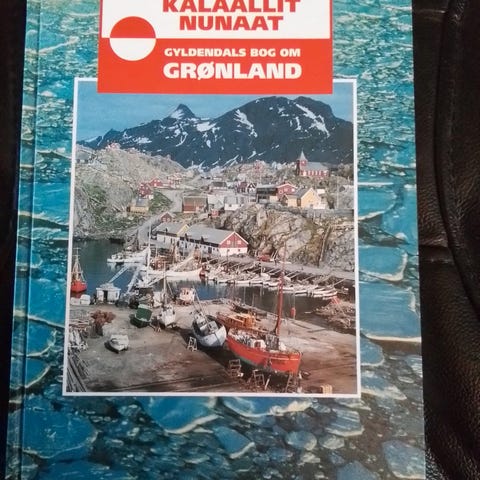 KALAALLIT
NUNAAT
GYLDENDALS BOG OM
GRØNLAND